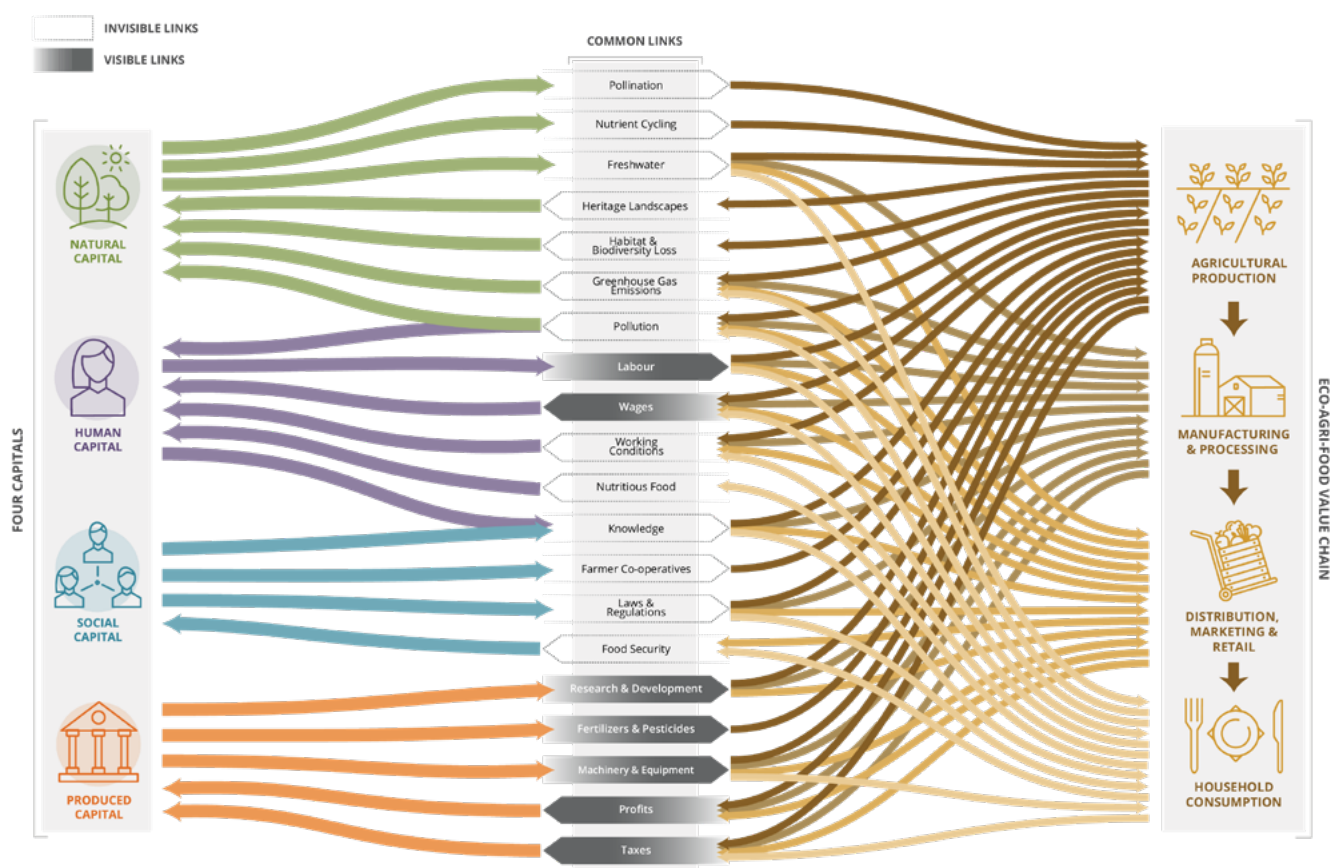 INVISIBLE LINKS
VISIBLE LINKS
COMMON LINKS
FOUR CAPITALS
NATURAL
CAPITAL
HUMAN
CAPITAL
SOCIAL
CAPITAL
PRODUCED
CAPITAL
Pollination
Nutrient Cycling
Freshwater
Heritage Landscapes
Habitat &
Biodiversity Loss
Greenhouse Gas
Emissions
Pollution
Labour
Wages
Working
Conditions
Nutritious Food
Knowledge
Farmer Co-operatives
Laws &
Regulations
Food Security
Research & Development
Fertilizers & Pesticides
Machinery & Equipment
Profits
Taxes
AGRICULTURAL
PRODUCTION
MANUFACTURING
& PROCESSING
DISTRIBUTION,
MARKETING &
RETAIL
HOUSEHOLD
CONSUMPTION
ECO-AGRI-FOOD VALUE CHAIN